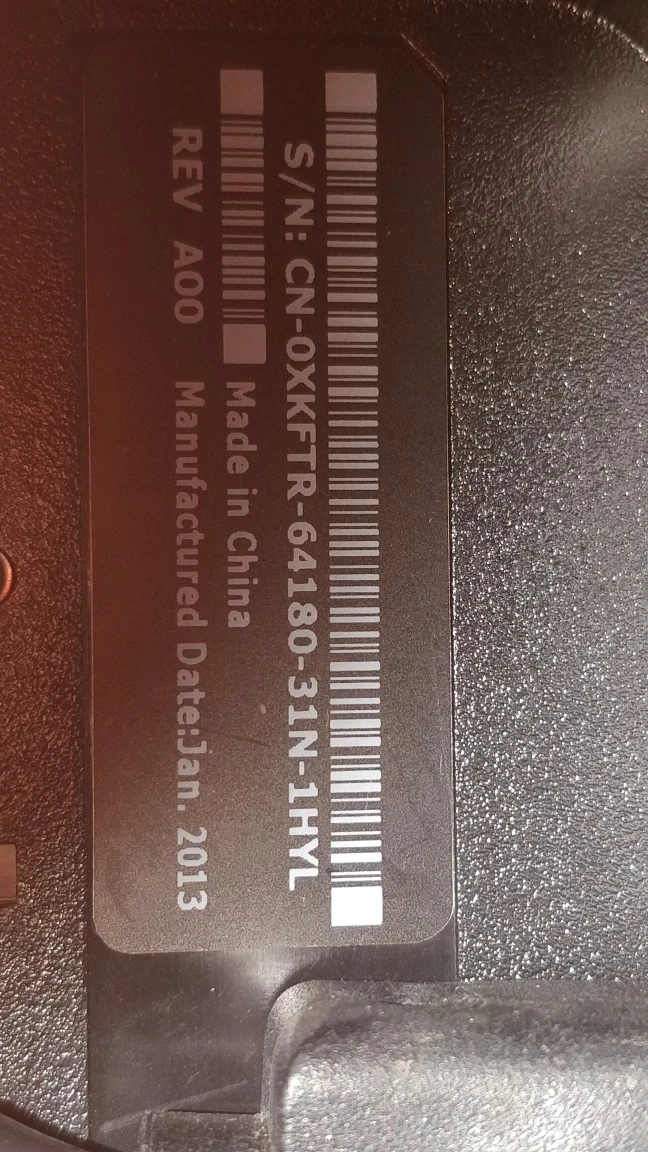 S/N: CN-0XKFTR-64180-31N-1HYL
Made in China
REV A00 Manufactured Date:Jan. 2013